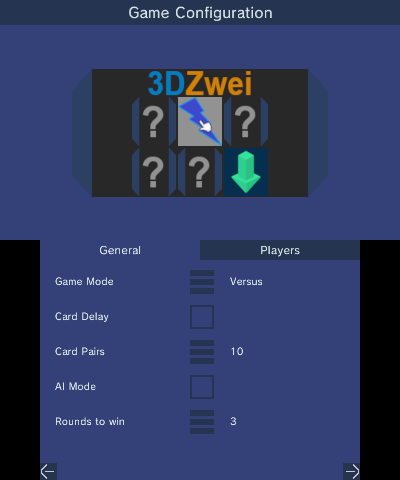 Game Configuration
3DZwei
? ?
? ?
General Players
Game Mode Versus
Card Delay
Card Pairs 10
AI Mode
Rounds to win 3